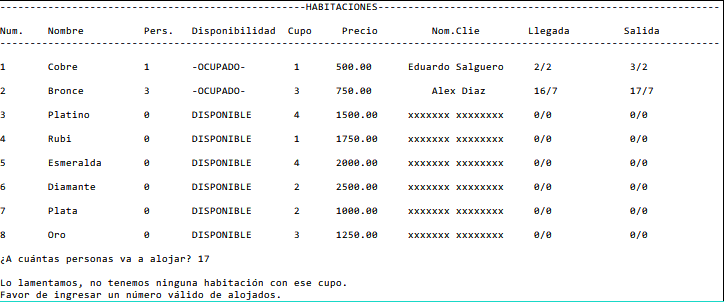 --------------------------------------HABITACIONES--------------------------------------
Num. Nombre Pers. Disponibilidad Cupo Precio Nom.Clie Llegada Salida
----------------------------------------------------------------------------------------
1 Cobre 1 -OCUPADO- 1 500.00 Eduardo Salguero 2/2 3/2
2 Bronce 3 -OCUPADO- 3 750.00 Alex Diaz 16/7 17/7
3 Platino 0 DISPONIBLE 4 1500.00 xxxxxxx xxxxxxxx 0/0 0/0
4 Rubi 0 DISPONIBLE 1 1750.00 xxxxxxx xxxxxxxx 0/0 0/0
5 Esmeralda 0 DISPONIBLE 4 2000.00 xxxxxxx xxxxxxxx 0/0 0/0
6 Diamante 0 DISPONIBLE 2 2500.00 xxxxxxx xxxxxxxx 0/0 0/0
7 Plata 0 DISPONIBLE 2 1000.00 xxxxxxx xxxxxxxx 0/0 0/0
8 Oro 0 DISPONIBLE 3 1250.00 xxxxxxx xxxxxxxx 0/0 0/0
¿A cuántas personas va a alojar? 17
Lo lamentamos, no tenemos ninguna habitación con ese cupo.
Favor de ingresar un número válido de alojados.